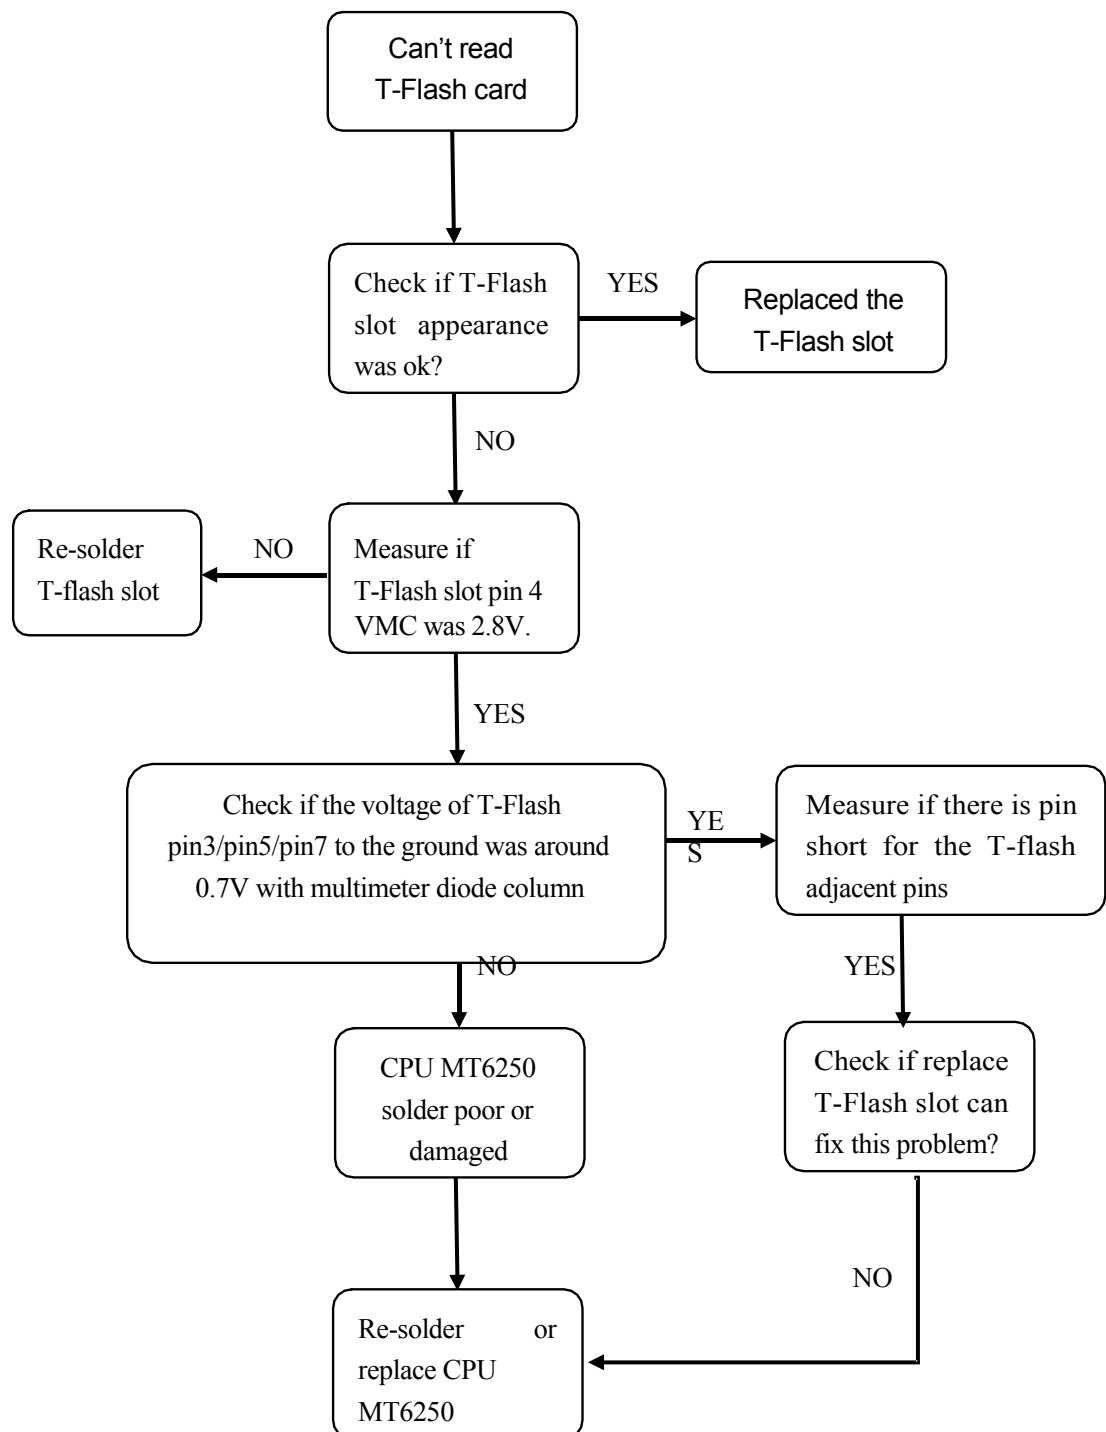 Can't read
T-Flash card
Check if T-Flash
slot appearance
was ok?
YES
Replaced the
T-Flash slot
NO
Re-solder
T-flash slot
NO
Measure if
T-Flash slot pin 4
VMC was 2.8V.
YES
Check if the voltage of T-Flash
pin3/pin5/pin7 to the ground was around
0.7V with multimeter diode column
YE
S
Measure if there is pin
short for the T-flash
adjacent pins
NO
YES
CPU MT6250
solder poor or
damaged
Check if replace
T-Flash slot can
fix this problem?
NO
Re-solder or
replace CPU
MT6250